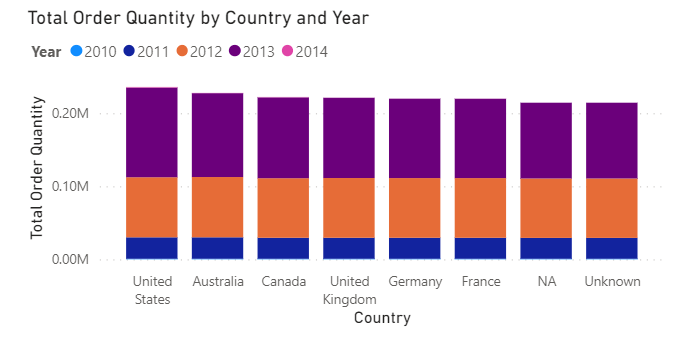 Total Order Quantity by Country and Year
Year 2010 2011 2012 2013 2014
Total Order Quantity
0.20M
0.10M
0.00M
United States Australia Canada United Kingdom Germany France NA Unknown
Country